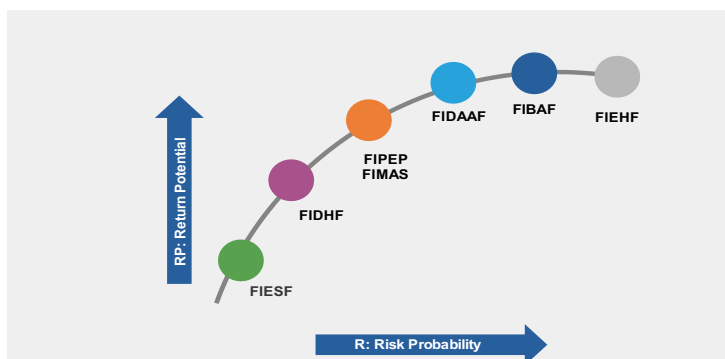 FIDAAF
FIBAF
FIEHF
FIPEP
FIMAS
FIDHF
FIESF
RP: Return Potential
R: Risk Probability